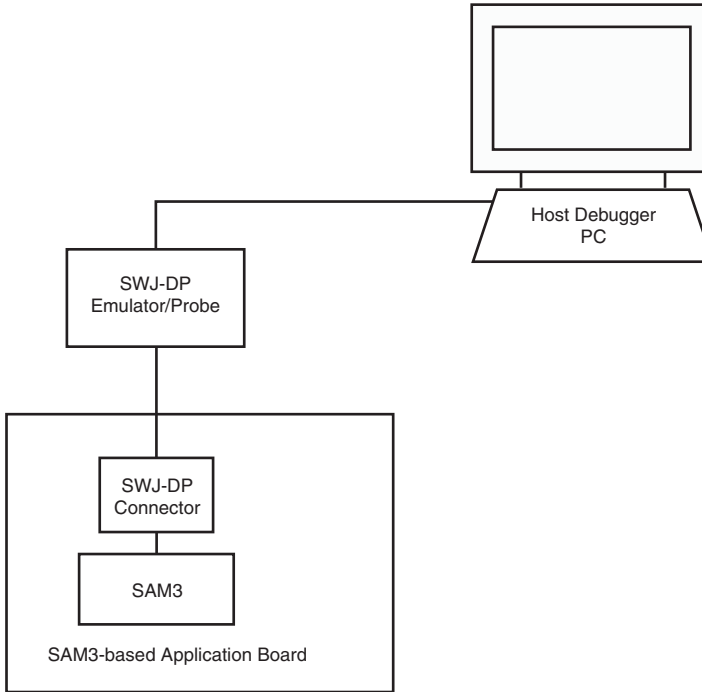 Host Debugger
PC
SWJ-DP
Emulator/Probe
SWJ-DP
Connector
SAM3
SAM3-based Application Board